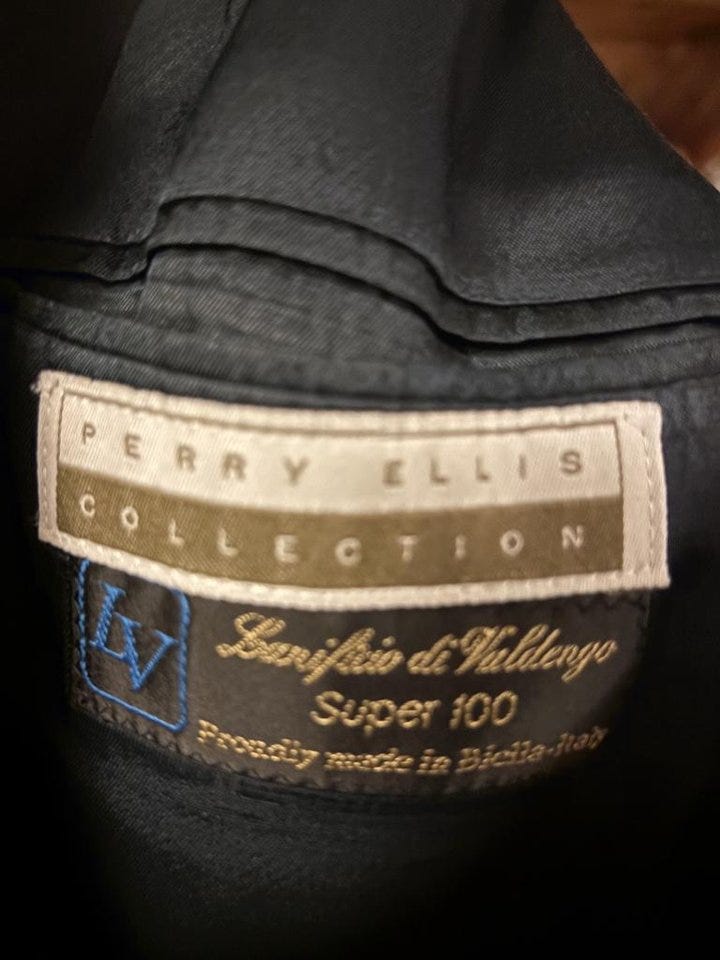 PERRY ELLIS
COLLECTION
LV
Lanificio di Valdengo
Super 100
Proudly made in Biella-Italy